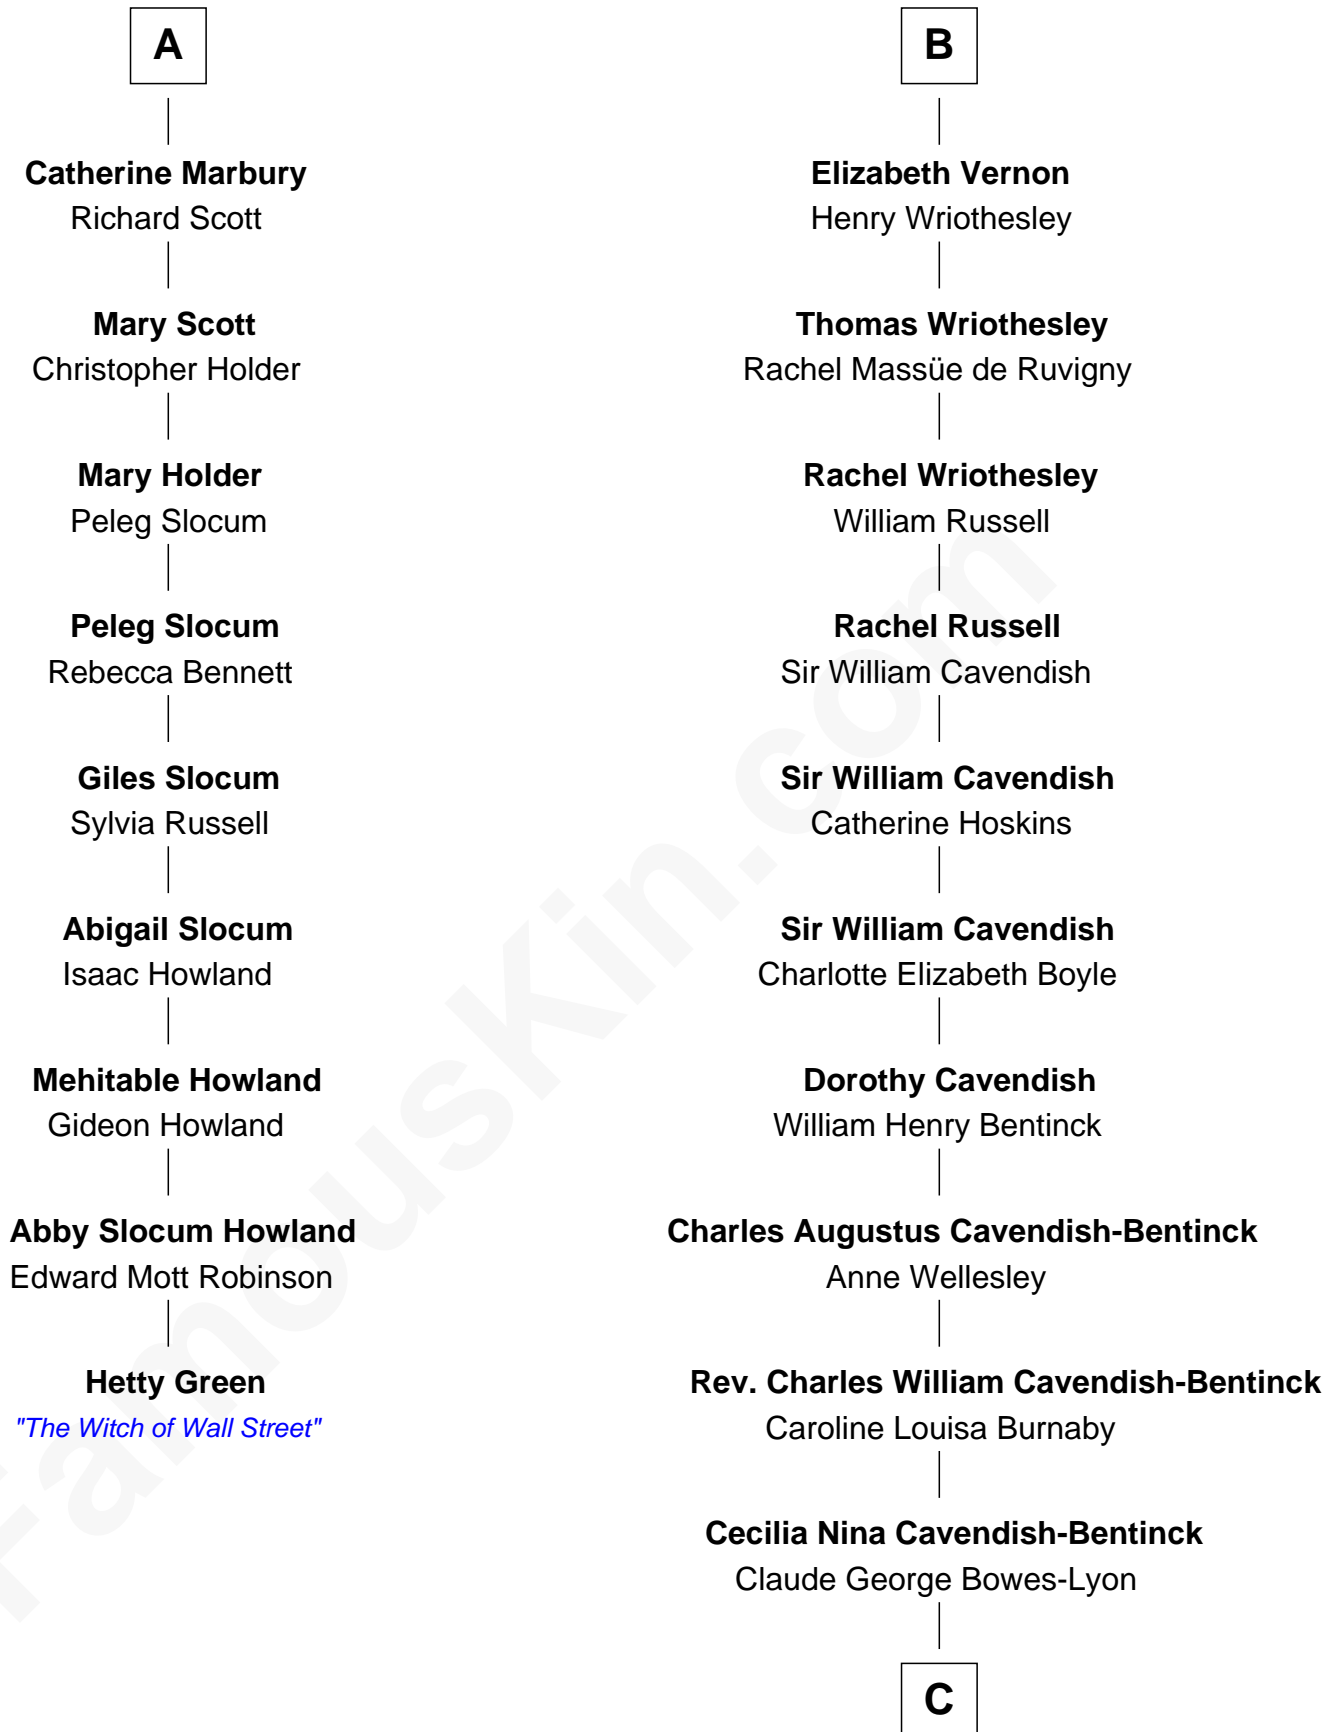 A
Catherine Marbury
Richard Scott
Mary Scott
Christopher Holder
Mary Holder
Peleg Slocum
Peleg Slocum
Rebecca Bennett
Giles Slocum
Sylvia Russell
Abigail Slocum
Isaac Howland
Mehitable Howland
Gideon Howland
Abby Slocum Howland
Edward Mott Robinson
Hetty Green
"The Witch of Wall Street"
B
Elizabeth Vernon
Henry Wriothesley
Thomas Wriothesley
Rachel Massüe de Ruvigny
Rachel Wriothesley
William Russell
Rachel Russell
Sir William Cavendish
Sir William Cavendish
Catherine Hoskins
Sir William Cavendish
Charlotte Elizabeth Boyle
Dorothy Cavendish
William Henry Bentinck
Charles Augustus Cavendish-Bentinck
Anne Wellesley
Rev. Charles William Cavendish-Bentinck
Caroline Louisa Burnaby
Cecilia Nina Cavendish-Bentinck
Claude George Bowes-Lyon
C
FamousKin.com